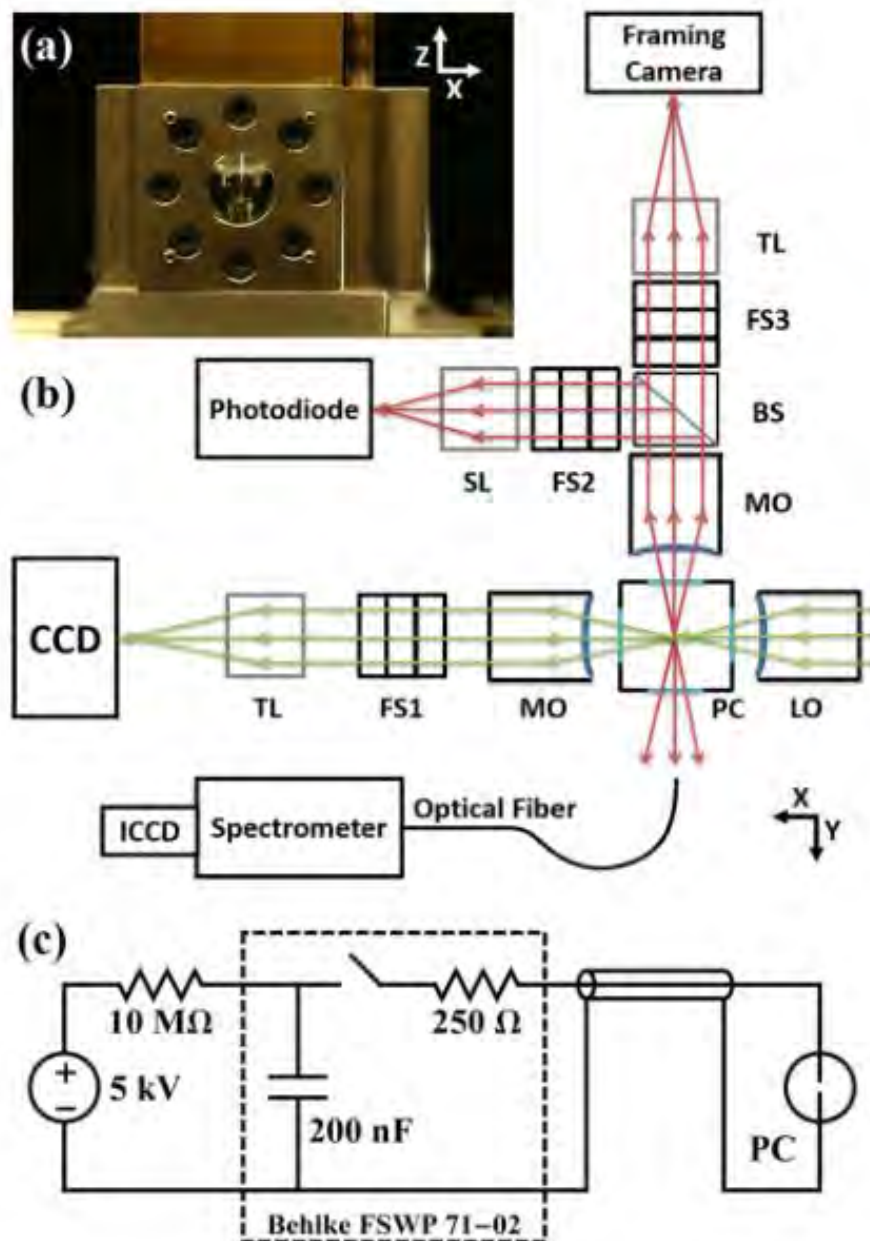 (a)
Z
X
Framing
Camera
TL
FS3
(b)
Photodiode
BS
SL
FS2
MO
CCD
TL
FS1
MO
PC
LO
ICCD
Spectrometer
Optical Fiber
X
Y
(c)
10 MΩ
250 Ω
+
−
5 kV
200 nF
PC
Behlke FSWP 71−02